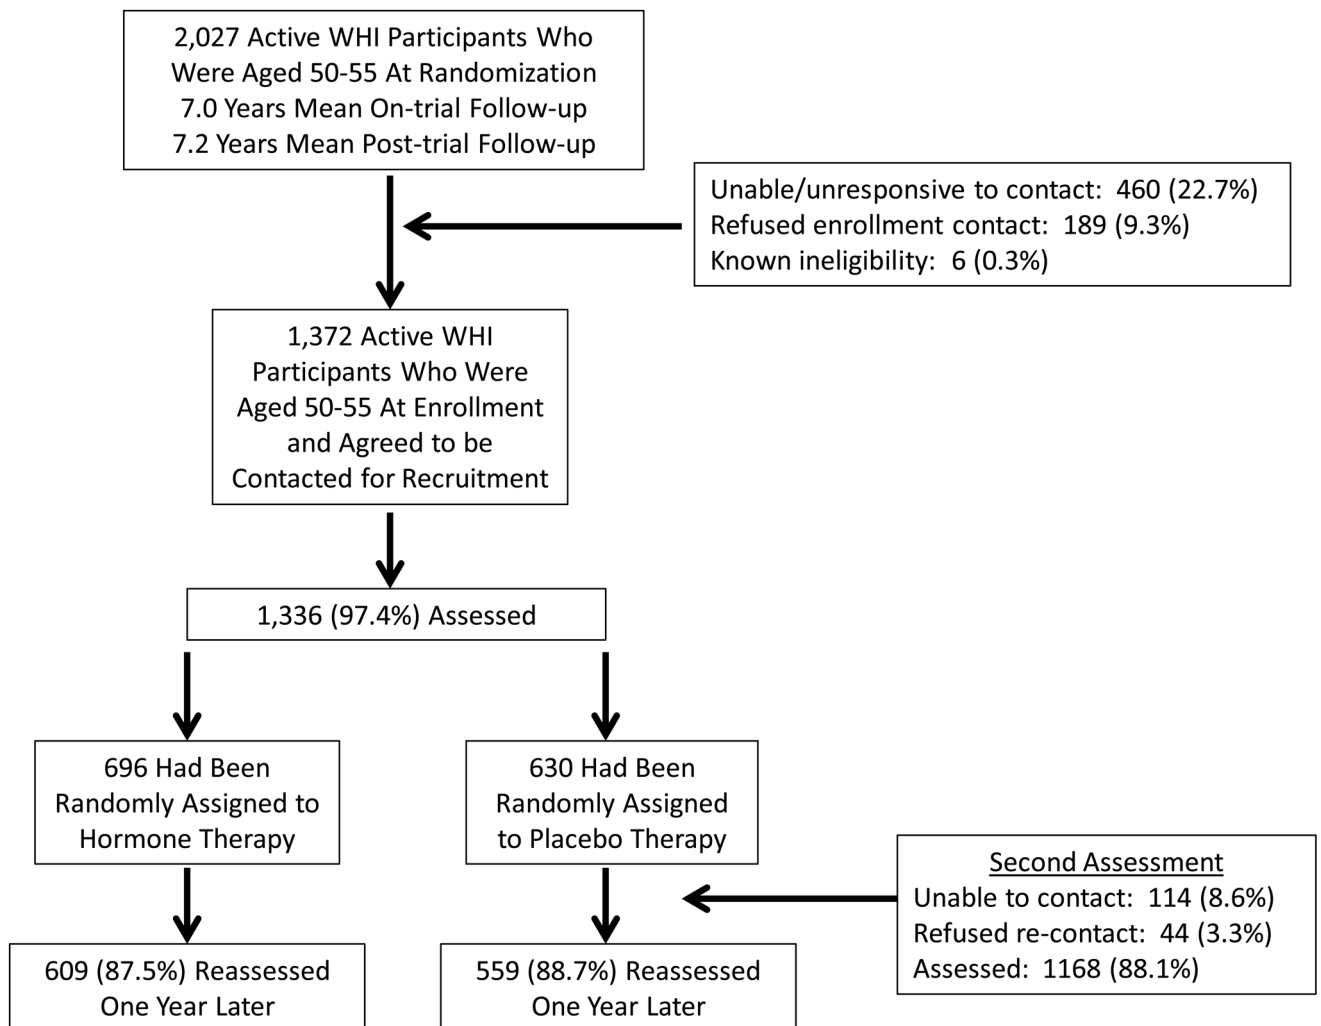 2,027 Active WHI Participants Who
Were Aged 50-55 At Randomization
7.0 Years Mean On-trial Follow-up
7.2 Years Mean Post-trial Follow-up
Unable/unresponsive to contact: 460 (22.7%)
Refused enrollment contact: 189 (9.3%)
Known ineligibility: 6 (0.3%)
1,372 Active WHI
Participants Who Were
Aged 50-55 At Enrollment
and Agreed to be
Contacted for Recruitment
1,336 (97.4%) Assessed
696 Had Been
Randomly Assigned to
Hormone Therapy
630 Had Been
Randomly Assigned
to Placebo Therapy
Second Assessment
Unable to contact: 114 (8.6%)
Refused re-contact: 44 (3.3%)
Assessed: 1168 (88.1%)
609 (87.5%) Reassessed
One Year Later
559 (88.7%) Reassessed
One Year Later